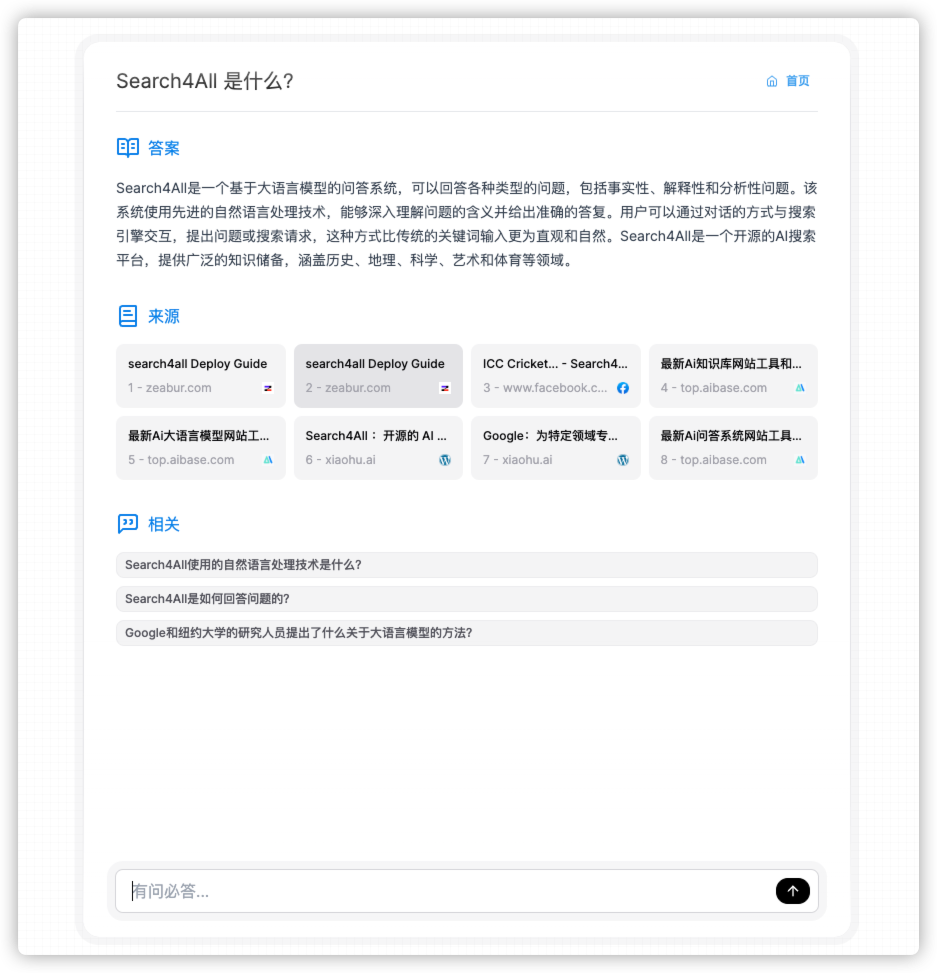 Search4All 是什么?
首页
答案
Search4All是一个基于大语言模型的问答系统，可以回答各种类型的问题，包括事实性、解释性和分析性问题。该
系统使用先进的自然语言处理技术，能够深入理解问题的含义并给出准确的答复。用户可以通过对话的方式与搜索
引擎交互，提出问题或搜索请求，这种方式比传统的关键词输入更为直观和自然。Search4All是一个开源的AI搜索
平台，提供广泛的知识储备，涵盖历史、地理、科学、艺术和体育等领域。
来源
search4all Deploy Guide
1 - zeabur.com
search4all Deploy Guide
2 - zeabur.com
ICC Cricket... - Search4...
3 - www.facebook.c...
最新Ai知识库网站工具和...
4 - top.aibase.com
最新Ai大语言模型网站工...
5 - top.aibase.com
Search4All ：开源的 AI ...
6 - xiaohu.ai
Google：为特定领域专...
7 - xiaohu.ai
最新Ai问答系统网站工具...
8 - top.aibase.com
相关
Search4All使用的自然语言处理技术是什么?
Search4All是如何回答问题的?
Google和纽约大学的研究人员提出了什么关于大语言模型的方法?
有问必答...